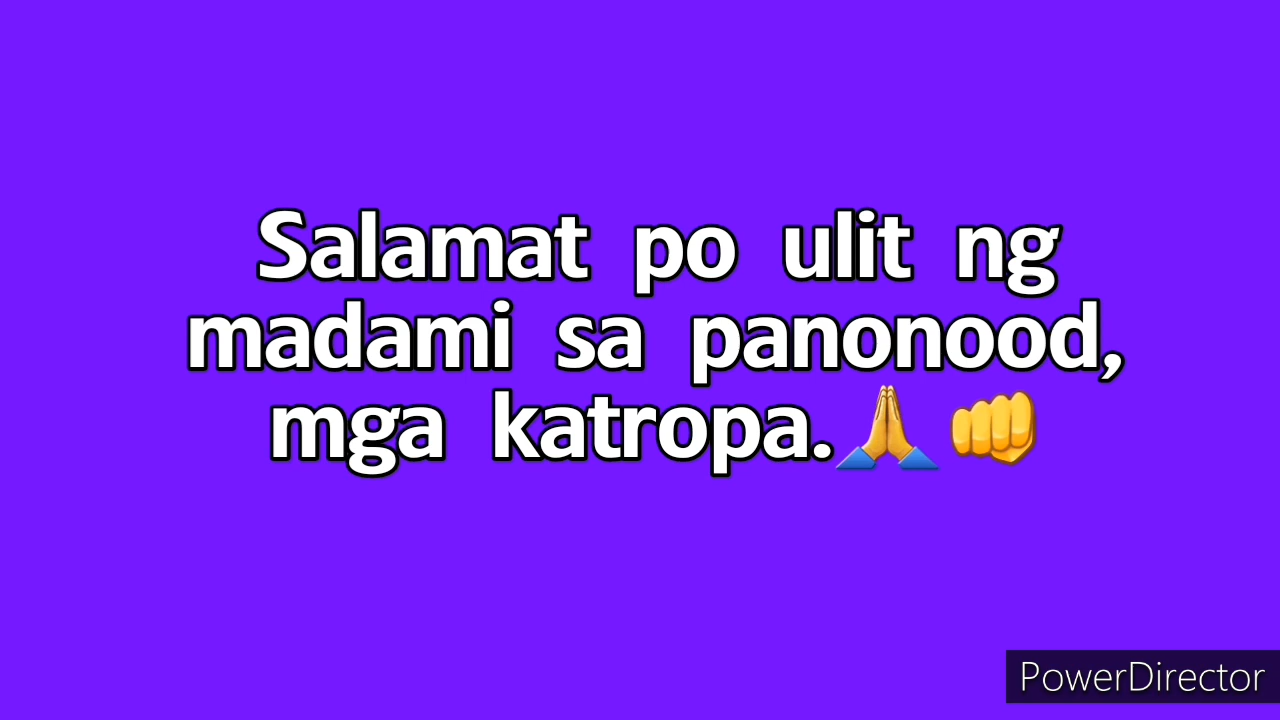 Salamat po ulit ng
madami sa panonood,
mga katropa.🙏👊
PowerDirector